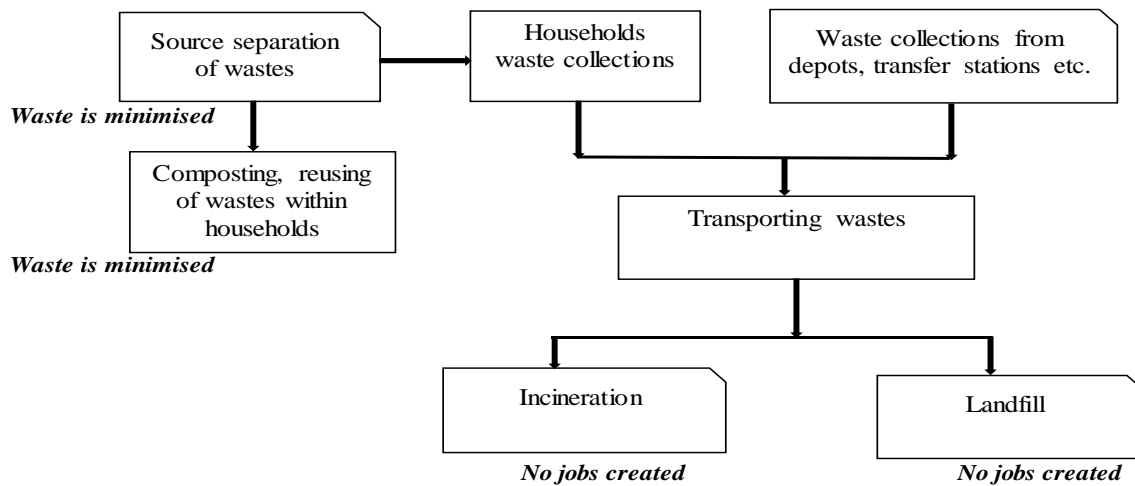 Source separation
of wastes
Households
waste collections
Waste collections from
depots, transfer stations etc.
Waste is minimised
Composting, reusing
of wastes within
households
Waste is minimised
Transporting wastes
Incineration
Landfill
No jobs created
No jobs created